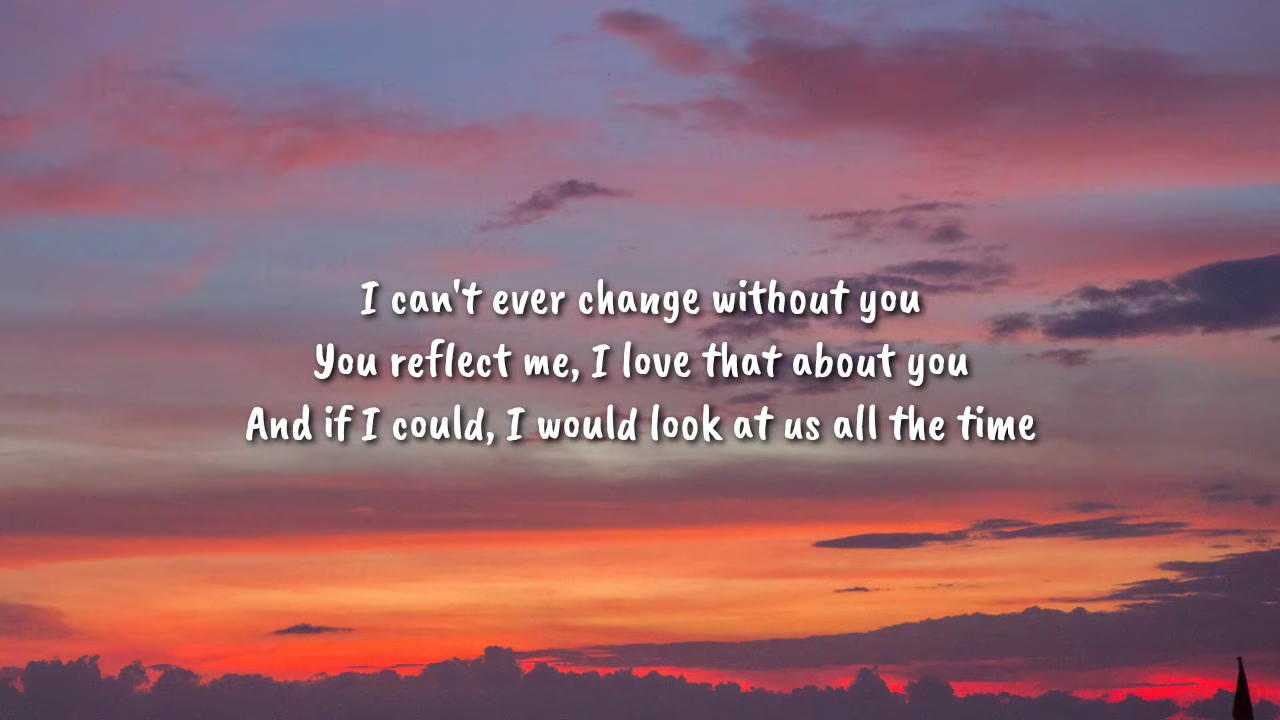 I can't ever change without you
You reflect me, I love that about you
And if I could, I would look at us all the time